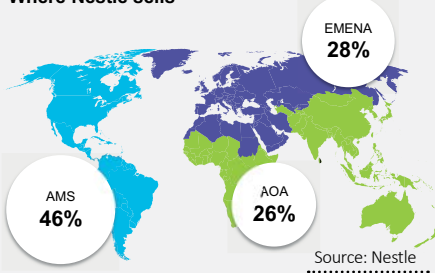 Where Nestlé sells
EMENA
28%
AMS
46%
AOA
26%
Source: Nestle